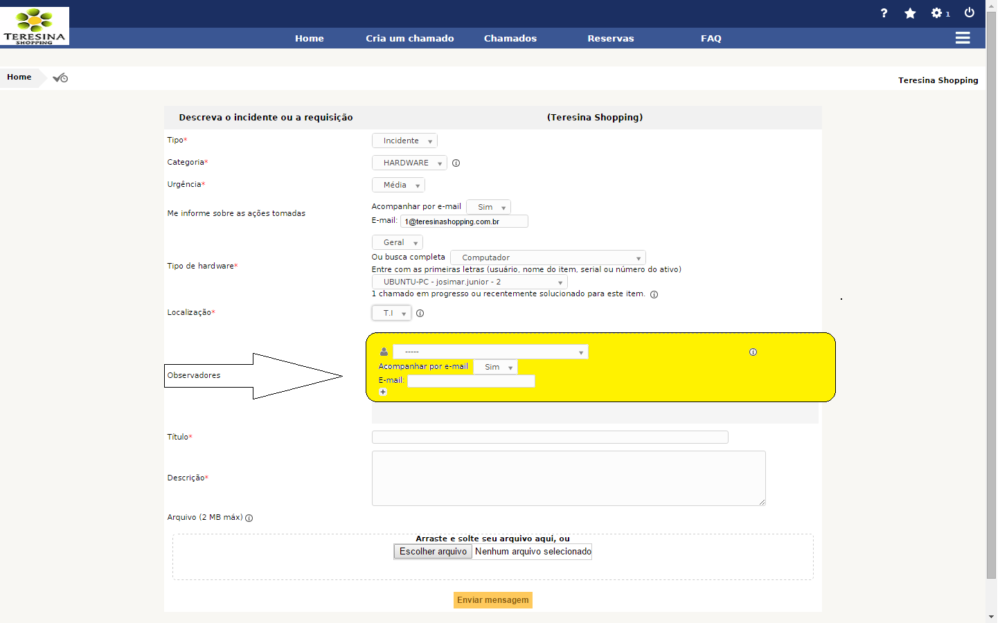 TERESINA
SHOPPING
? 1
Home Cria um chamado Chamados Reservas FAQ
Home
Teresina Shopping
Descreva o incidente ou a requisição (Teresina Shopping)
Tipo* Incidente
Categoria* HARDWARE
Urgência* Média
Me informe sobre as ações tomadas
Acompanhar por e-mail Sim
E-mail: 1@teresinashopping.com.br
Tipo de hardware*
Geral
Ou busca completa Computador
Entre com as primeiras letras (usuário, nome do item, serial ou número do ativo)
UBUNTU-PC - josimar.junior - 2
1 chamado em progresso ou recentemente solucionado para este item.
Localização* T.I
Observadores
-----
Acompanhar por e-mail Sim
E-mail:
+
Título*
Descrição*
Arquivo (2 MB máx)
Arraste e solte seu arquivo aqui, ou
Escolher arquivo Nenhum arquivo selecionado
Enviar mensagem